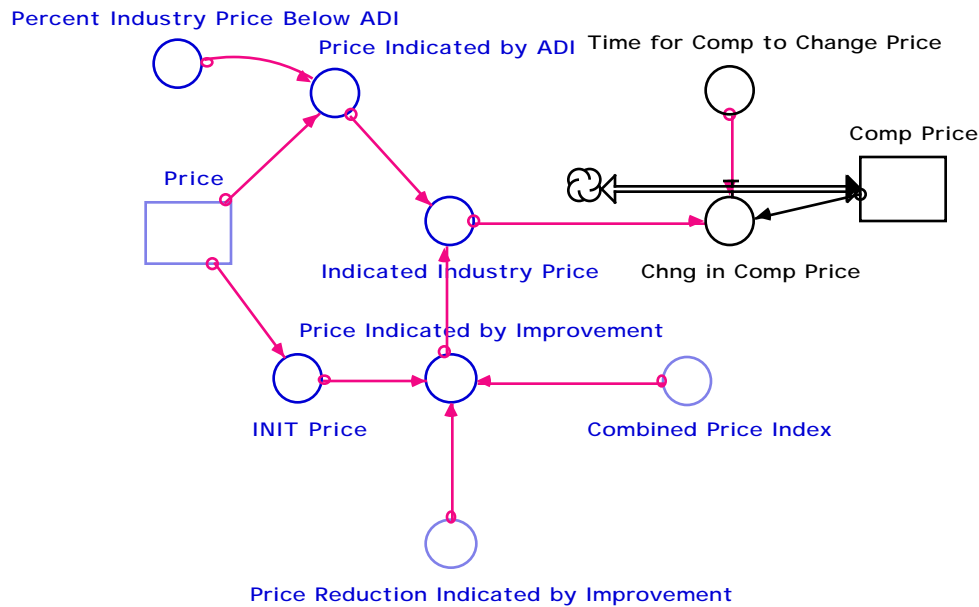 Percent Industry Price Below ADI
Price Indicated by ADI
Time for Comp to Change Price
Comp Price
Price
Indicated Industry Price
Chng in Comp Price
Price Indicated by Improvement
INIT Price
Combined Price Index
Price Reduction Indicated by Improvement